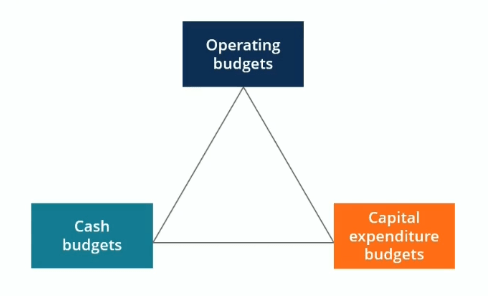 Operating
budgets
Cash
budgets
Capital
expenditure
budgets